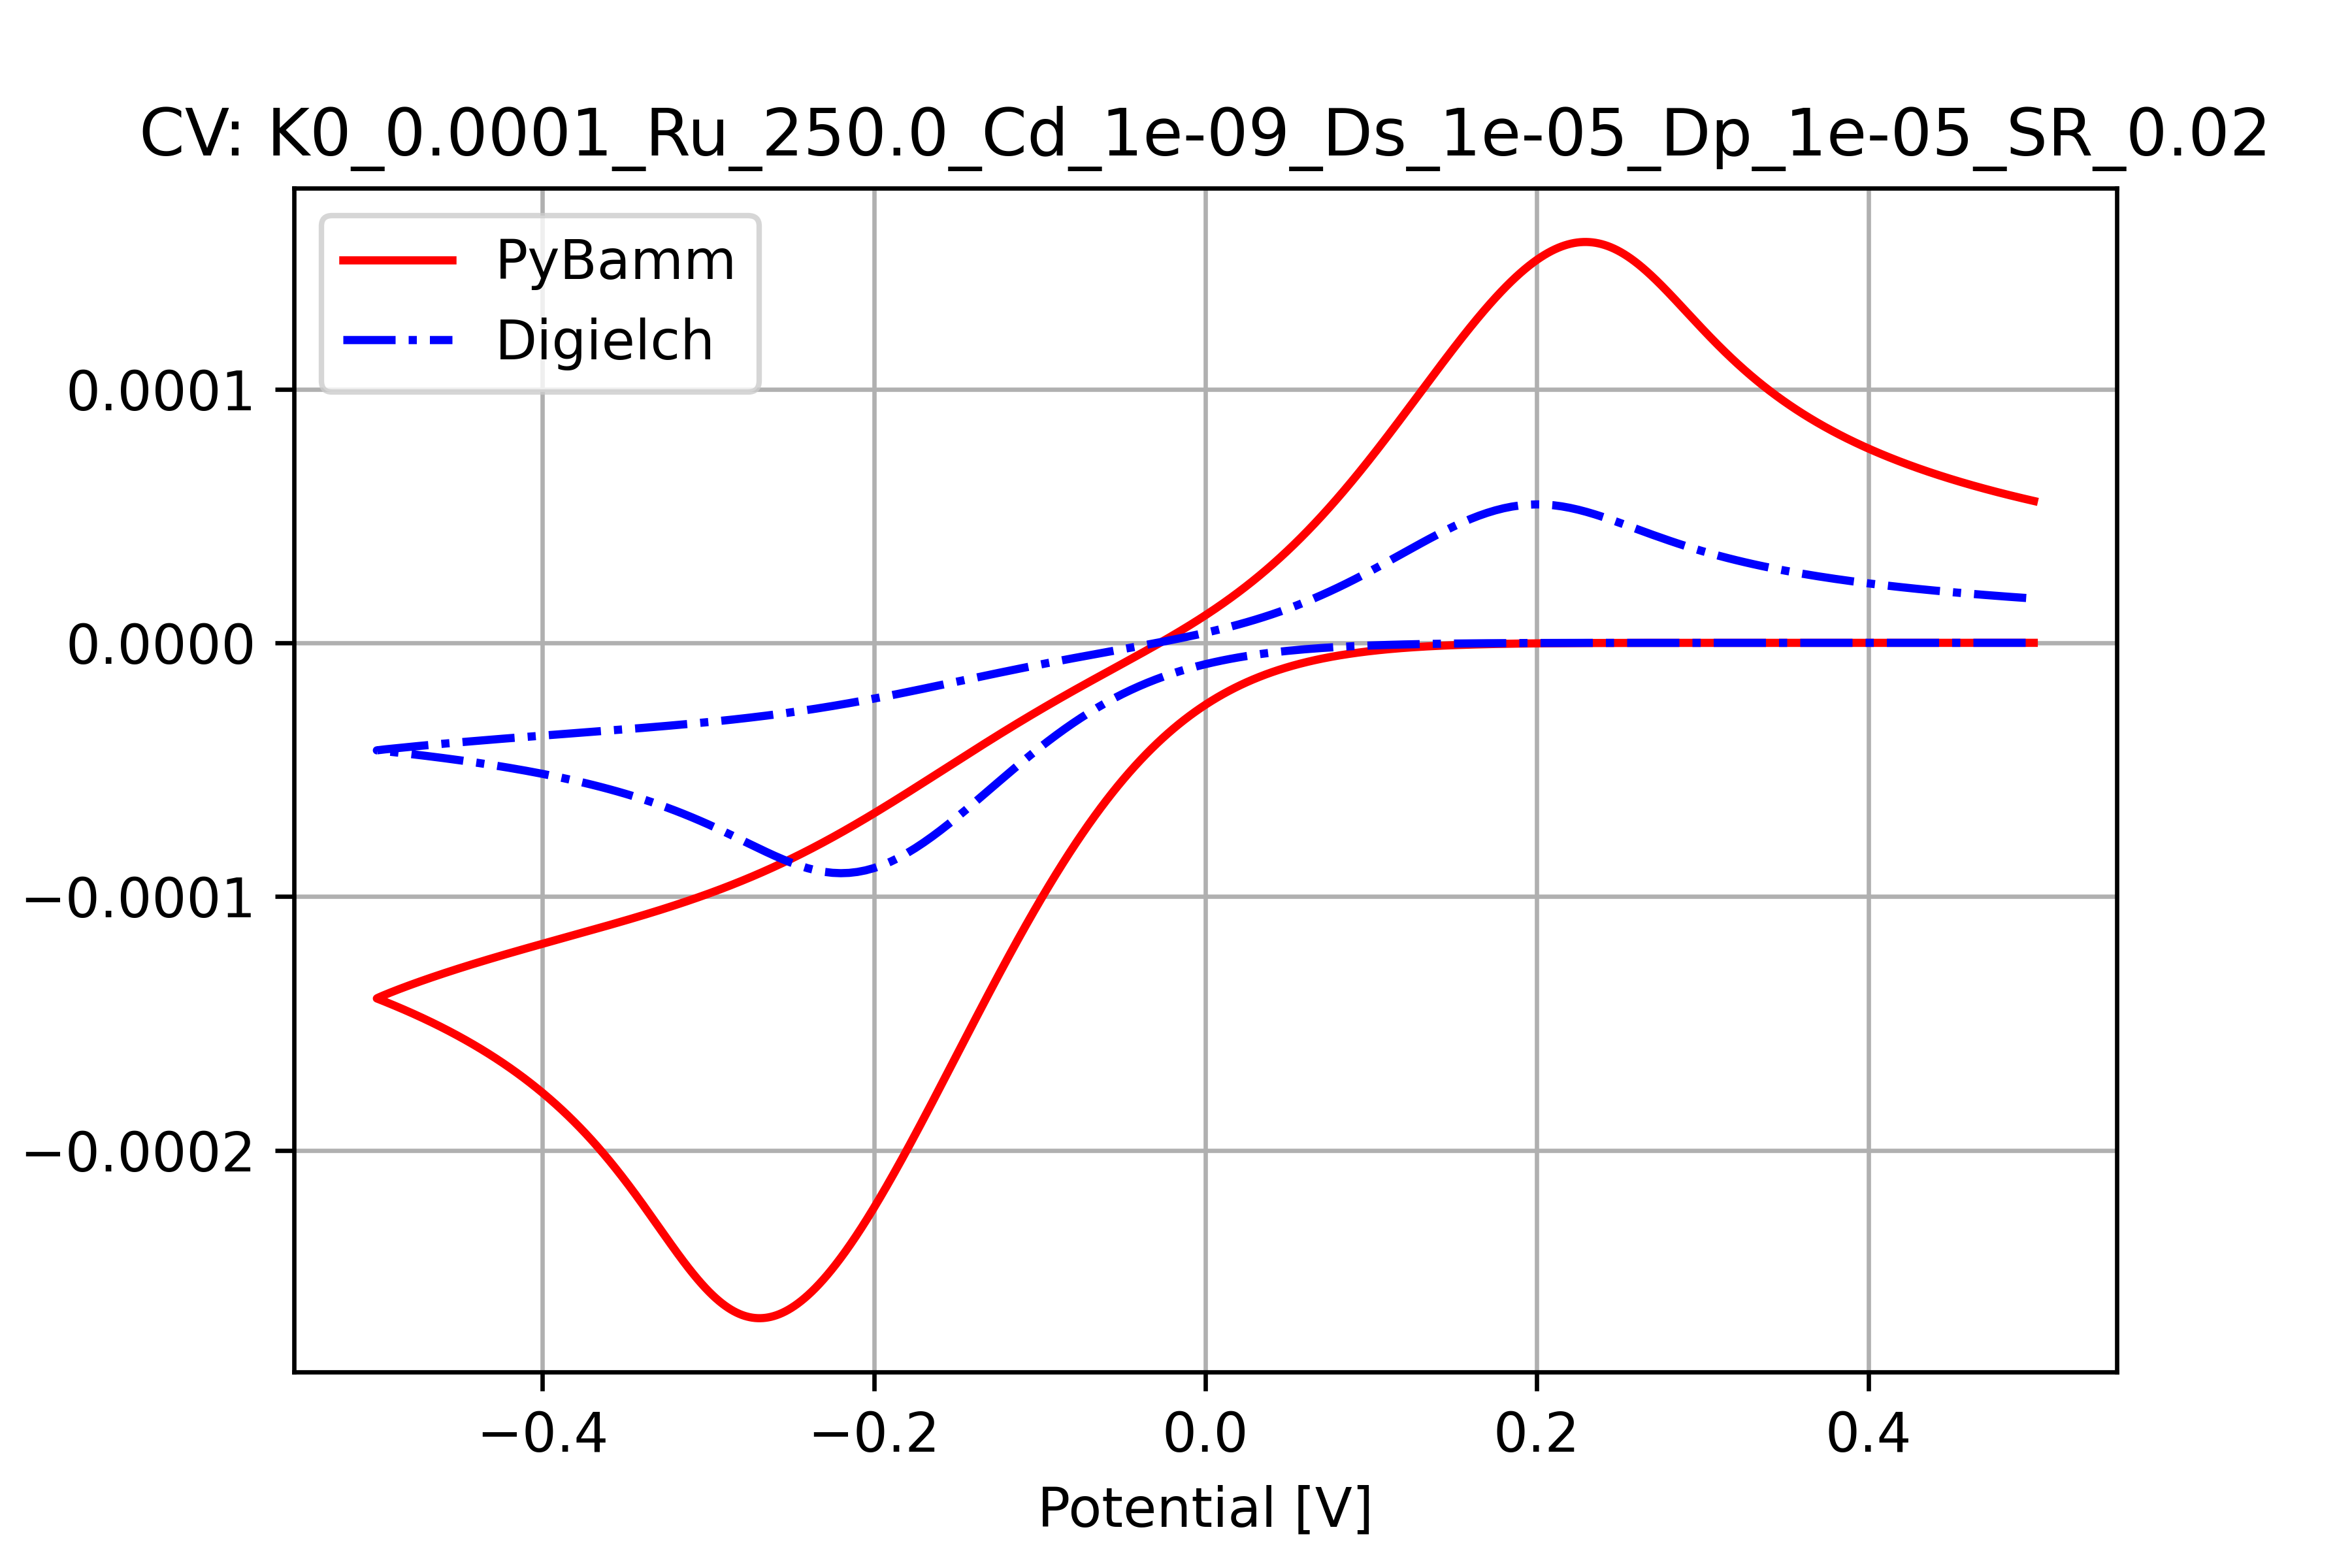 CV: K0_0.0001_Ru_250.0_Cd_1e-09_Ds_1e-05_Dp_1e-05_SR_0.02
PyBamm
Digielch
0.0001
0.0000
−0.0001
−0.0002
−0.4 −0.2 0.0 0.2 0.4
Potential [V]